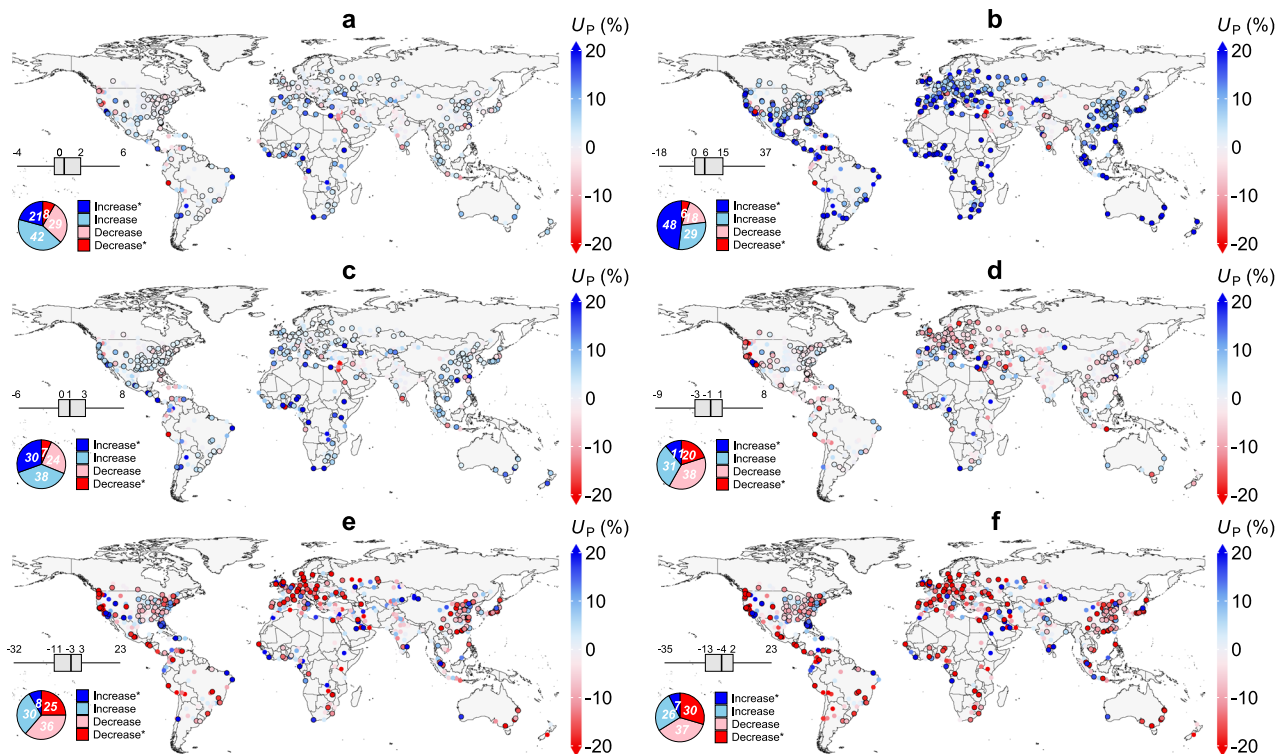 a
U_P (%)
20
10
0
-10
-20
-4 0 2 6
21 8 29 42
Increase*
Increase
Decrease
Decrease*
b
U_P (%)
20
10
0
-10
-20
-18 0 6 15 37
48 6 18 29
Increase*
Increase
Decrease
Decrease*
c
U_P (%)
20
10
0
-10
-20
-6 0 1 3 8
30 7 24 38
Increase*
Increase
Decrease
Decrease*
d
U_P (%)
20
10
0
-10
-20
-9 -3 -1 1 8
11 20 31 38
Increase*
Increase
Decrease
Decrease*
e
U_P (%)
20
10
0
-10
-20
-32 -11 -3 3 23
8 25 30 36
Increase*
Increase
Decrease
Decrease*
f
U_P (%)
20
10
0
-10
-20
-35 -13 -4 2 23
7 30 26 37
Increase*
Increase
Decrease
Decrease*